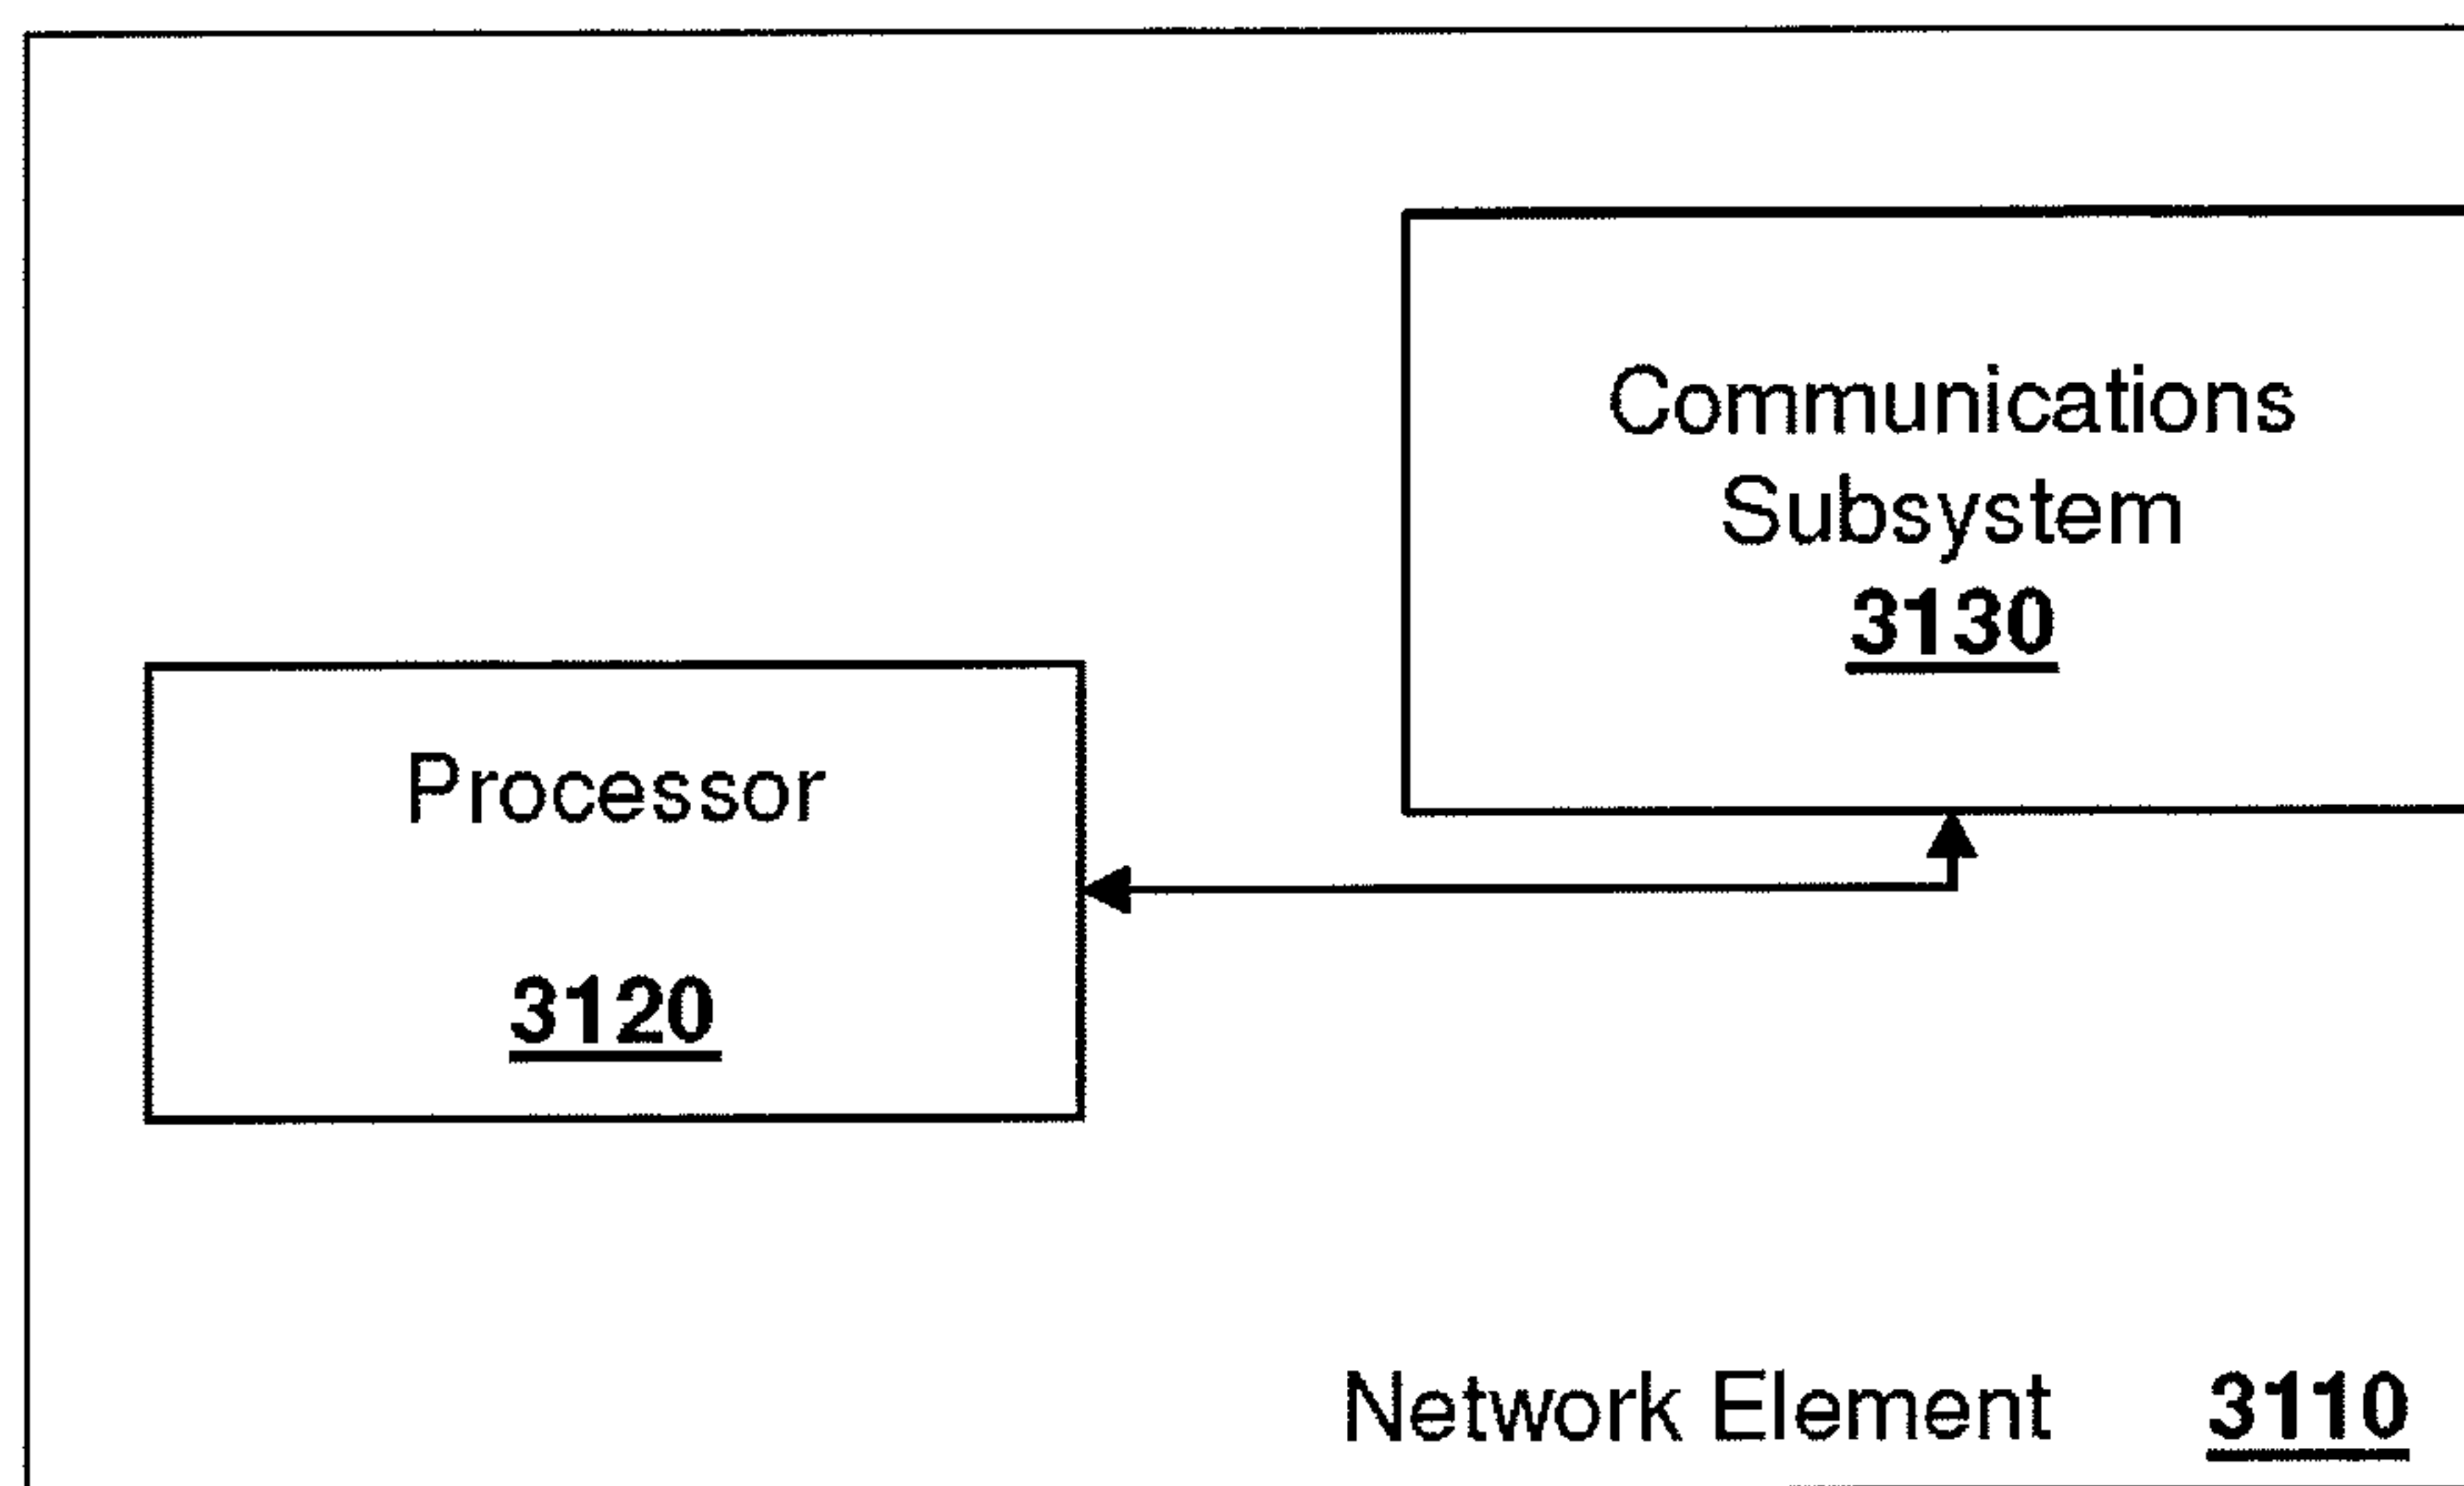 Communications
Subsystem
3130
Processor
3120
Network Element 3110